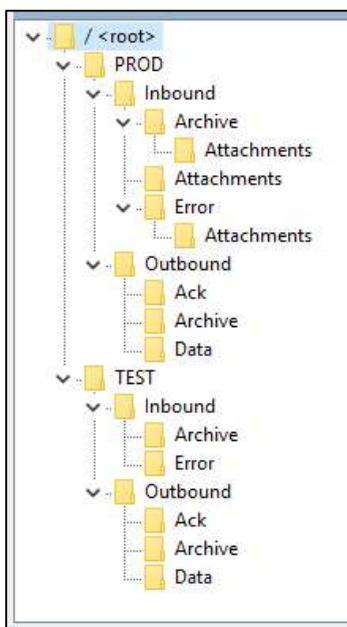 / <root>
PROD
Inbound
Archive
Attachments
Attachments
Error
Attachments
Outbound
Ack
Archive
Data
TEST
Inbound
Archive
Error
Outbound
Ack
Archive
Data